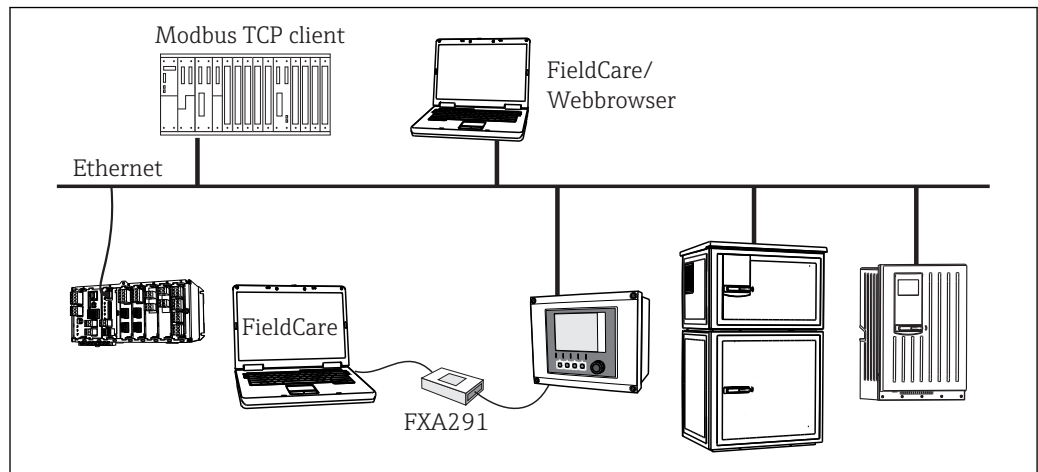 Modbus TCP client
FieldCare/
Webbrowser
Ethernet
FieldCare
FXA291